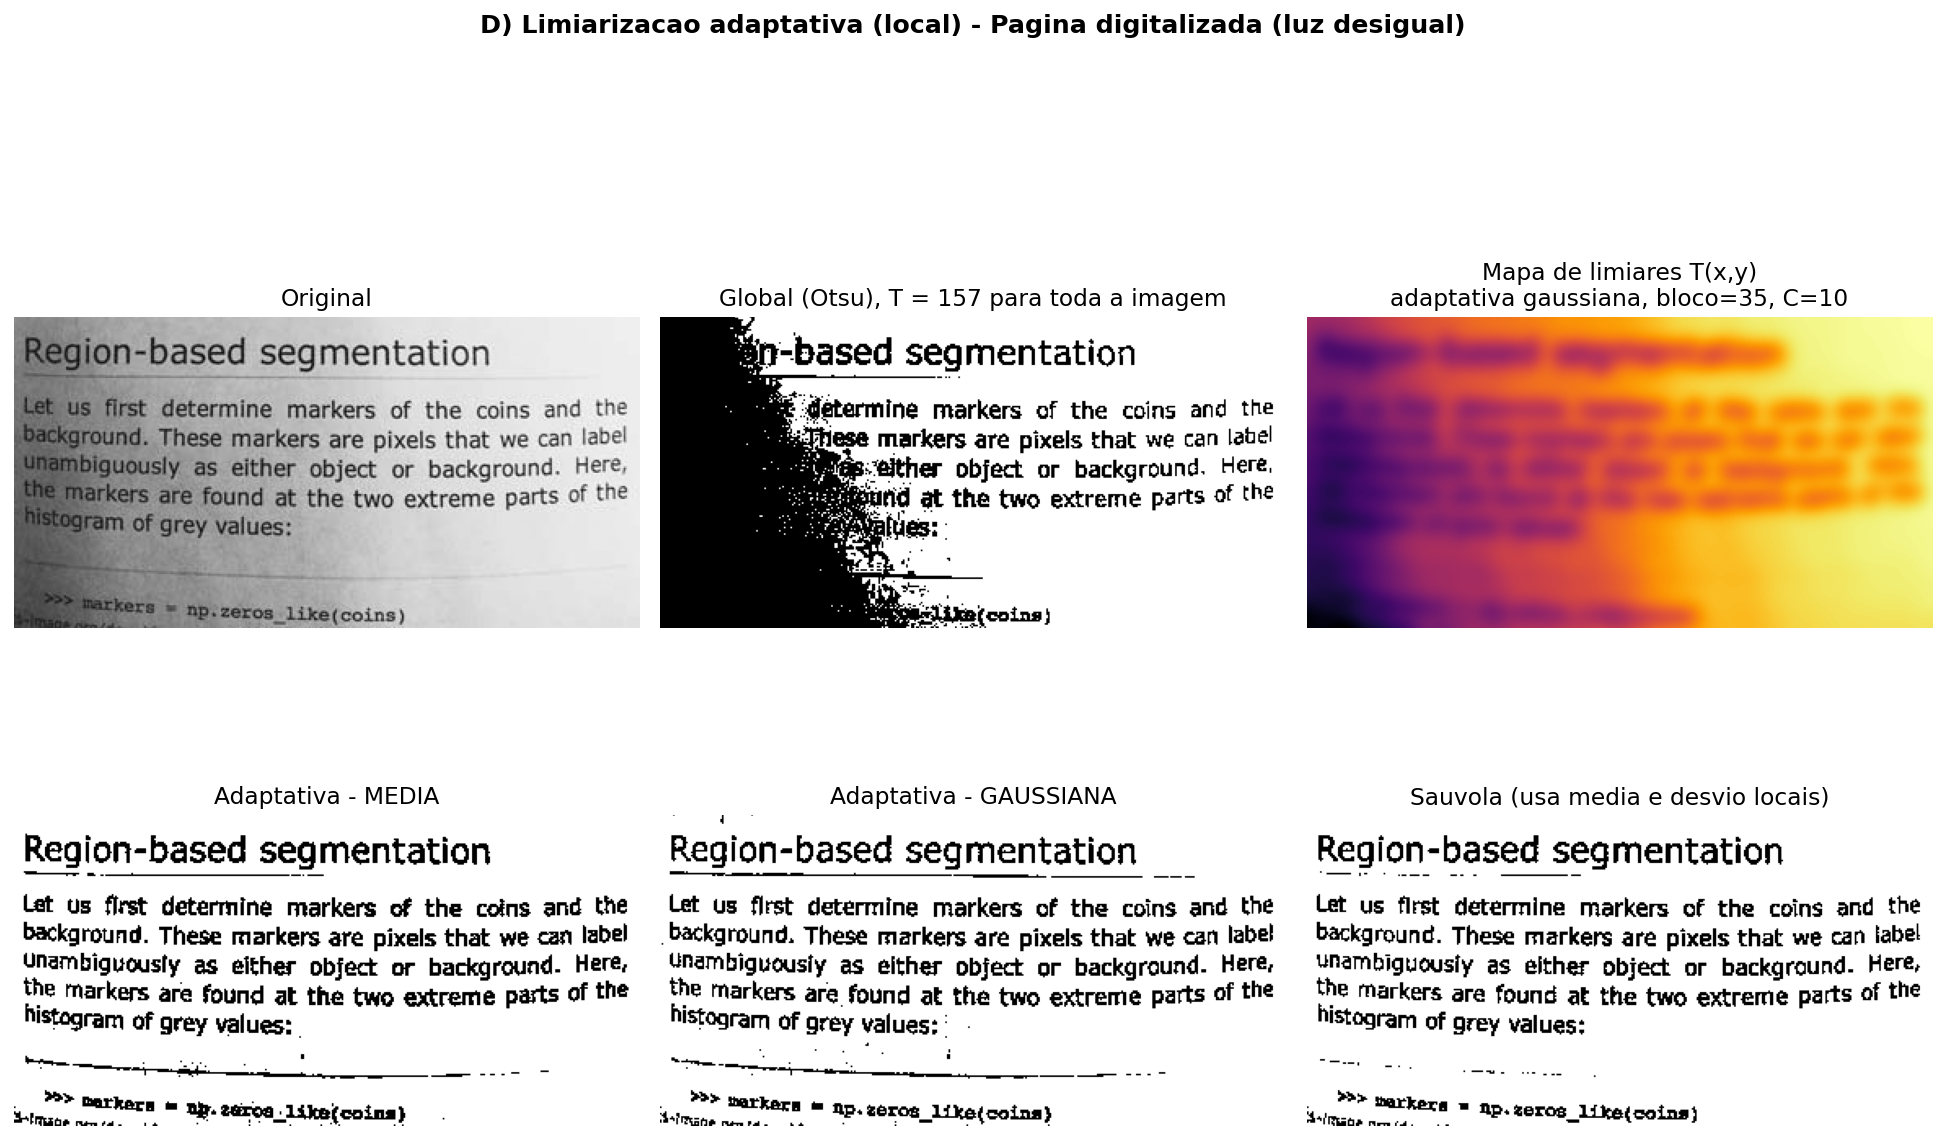 D) Limiarizacao adaptativa (local) - Pagina digitalizada (luz desigual)
Original
Region-based segmentation
Let us first determine markers of the coins and the
background. These markers are pixels that we can label
unambiguously as either object or background. Here,
the markers are found at the two extreme parts of the
histogram of grey values:
>>> markers = np.zeros_like(coins)
Global (Otsu), T = 157 para toda a imagem
n-based segmentation
determine markers of the coins and the
These markers are pixels that we can label
as either object or background. Here,
found at the two extreme parts of the
values:
like(coins)
Mapa de limiares T(x,y)
adaptativa gaussiana, bloco=35, C=10
Adaptativa - MEDIA
Region-based segmentation
Let us first determine markers of the coins and the
background. These markers are pixels that we can label
unambiguously as either object or background. Here,
the markers are found at the two extreme parts of the
histogram of grey values:
>>> markers = np.zeros_like(coins)
Adaptativa - GAUSSIANA
Region-based segmentation
Let us first determine markers of the coins and the
background. These markers are pixels that we can label
unambiguously as either object or background. Here,
the markers are found at the two extreme parts of the
histogram of grey values:
>>> markers = np.zeros_like(coins)
Sauvola (usa media e desvio locais)
Region-based segmentation
Let us first determine markers of the coins and the
background. These markers are pixels that we can label
unambiguously as either object or background. Here,
the markers are found at the two extreme parts of the
histogram of grey values:
>>> markers = np.zeros_like(coins)